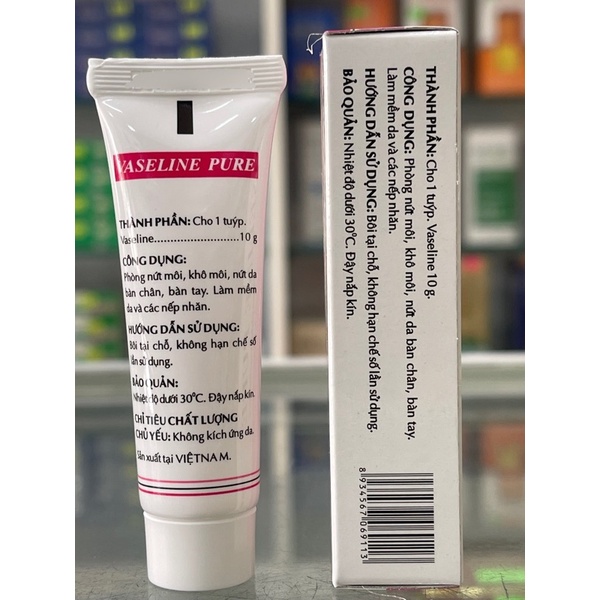 VASELINE PURE
THÀNH PHẦN: Cho 1 tuýp.
Vaseline........................10 g
CÔNG DỤNG:
Phòng nứt môi, khô môi, nứt da
bàn chân, bàn tay. Làm mềm
da và các nếp nhăn.
HƯỚNG DẪN SỬ DỤNG:
Bôi tại chỗ, không hạn chế số
lần sử dụng.
BẢO QUẢN:
Nhiệt độ dưới 30°C. Đậy nắp kín.
CHỈ TIÊU CHẤT LƯỢNG
CHỦ YẾU: Không kích ứng da.
Sản xuất tại VIỆT NAM.
THÀNH PHẦN: Cho 1 tuýp. Vaseline 10 g.
CÔNG DỤNG: Phòng nứt môi, khô môi, nứt da bàn chân, bàn tay.
Làm mềm da và các nếp nhăn.
HƯỚNG DẪN SỬ DỤNG: Bôi tại chỗ, không hạn chế số lần sử dụng.
BẢO QUẢN: Nhiệt độ dưới 30°C. Đậy nắp kín.
8 934567 069113